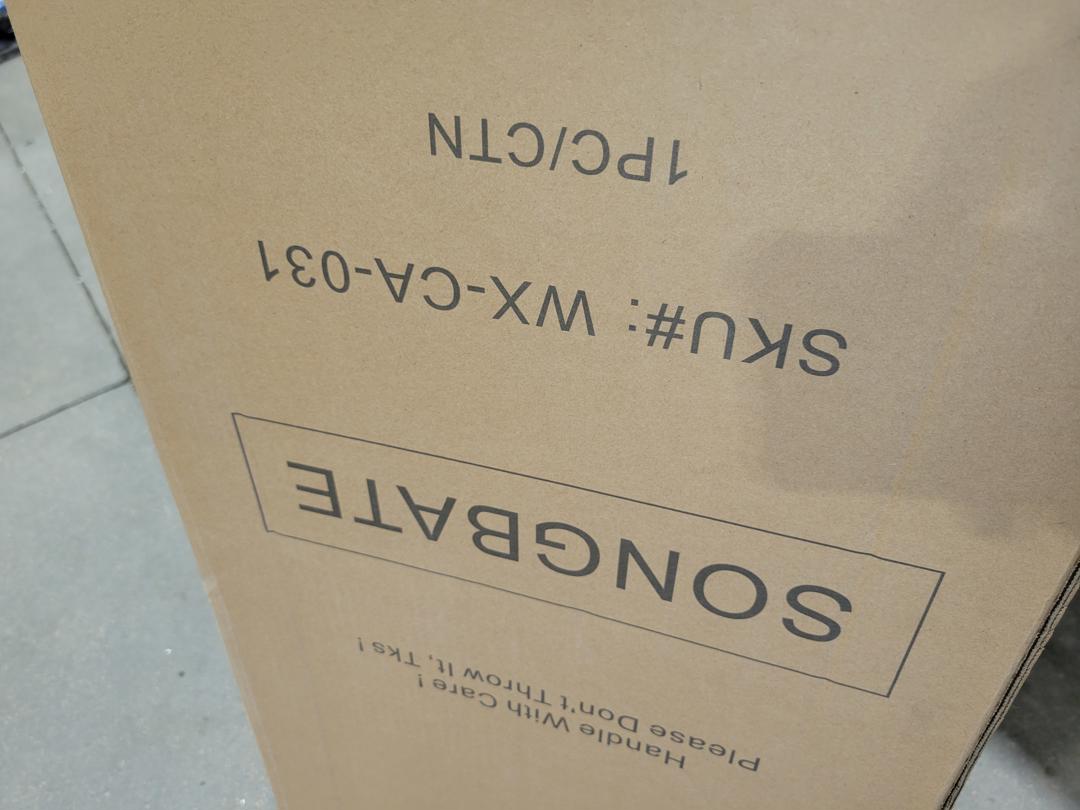 Handle With Care !
Please Don't Throw It, Tks !
SONGBATE
SKU#: WX-CA-031
1PC/CTN